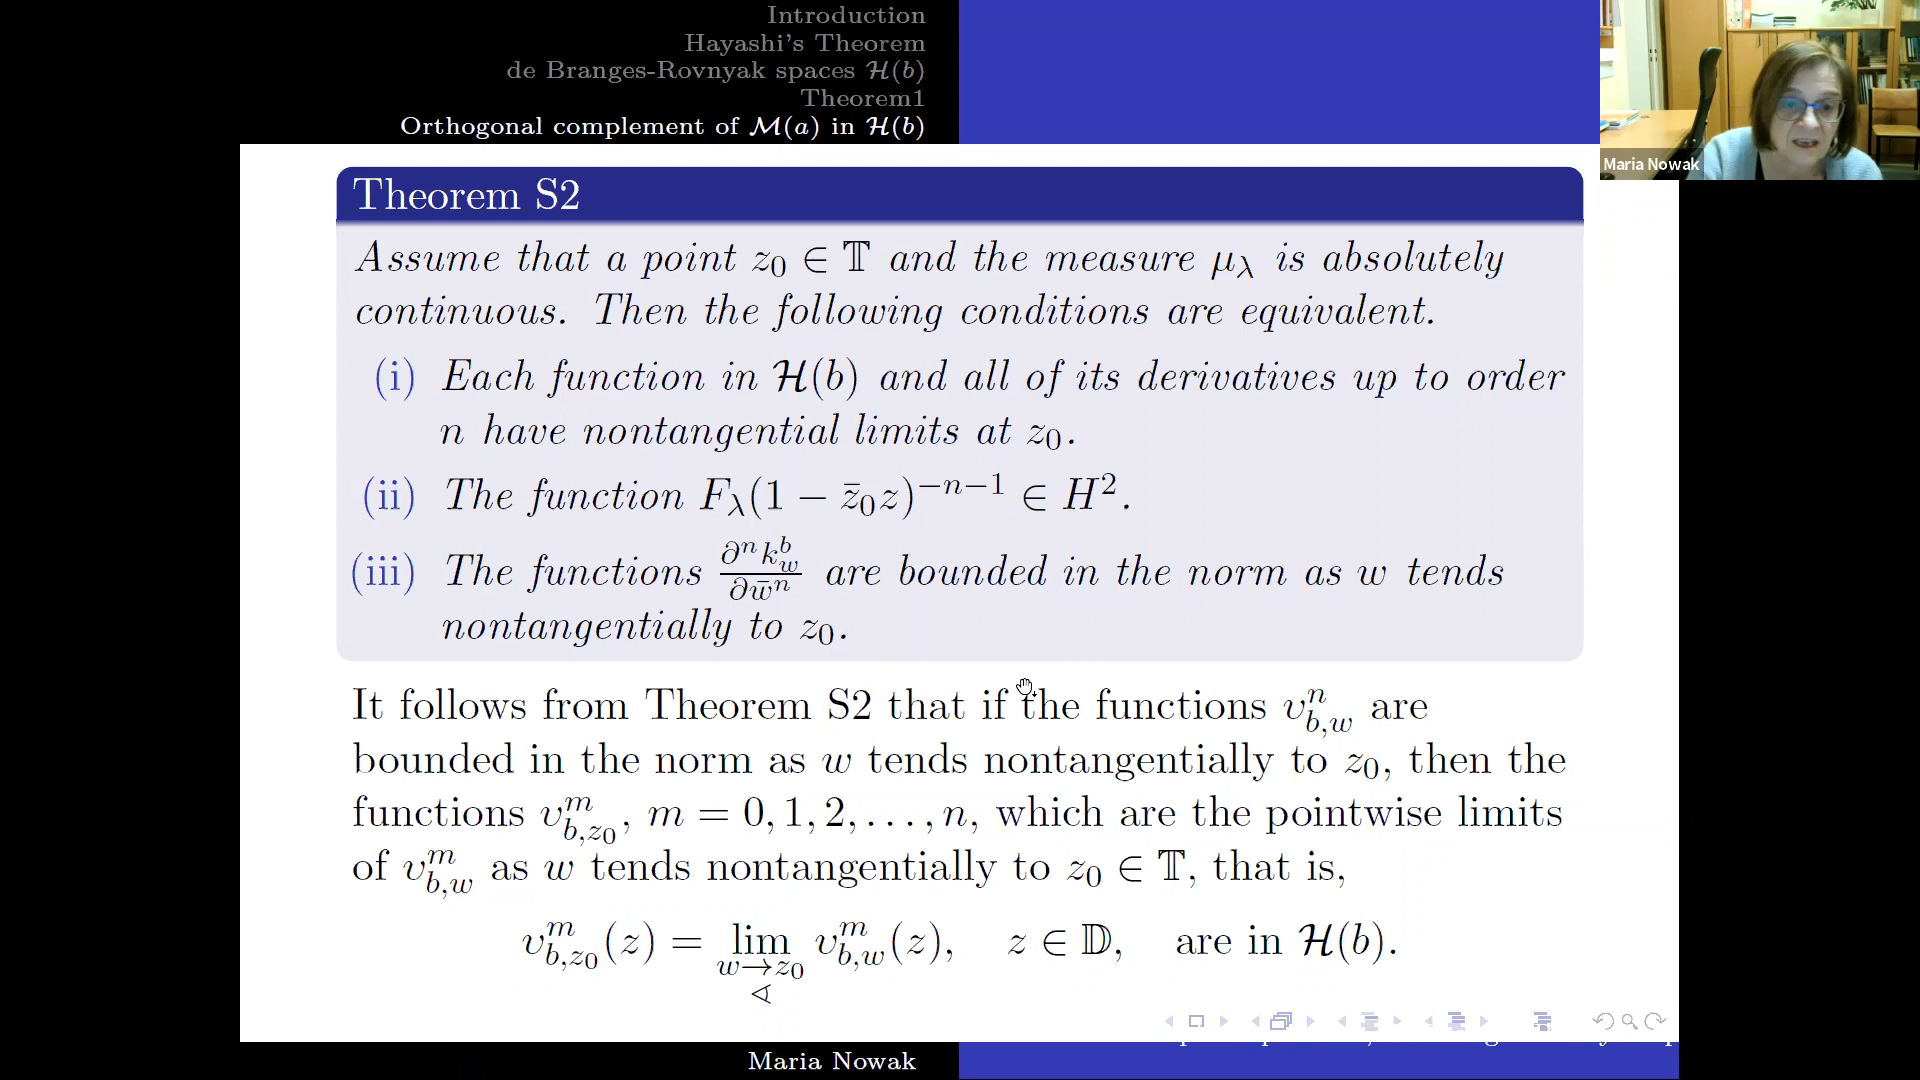 Introduction
Hayashi's Theorem
de Branges-Rovnyak spaces ℋ(b)
Theorem1
Orthogonal complement of ℳ(a) in ℋ(b)
Maria Nowak
Theorem S2
Assume that a point z₀ ∈ 𝕋 and the measure μ_λ is absolutely
continuous. Then the following conditions are equivalent.
(i) Each function in ℋ(b) and all of its derivatives up to order
n have nontangential limits at z₀.
(ii) The function F_λ(1 − z̄₀z)^{−n−1} ∈ H².
(iii) The functions \frac{∂ⁿk_w^b}{∂w̄ⁿ} are bounded in the norm as w tends
nontangentially to z₀.
It follows from Theorem S2 that if the functions υ_{b,w}^n are
bounded in the norm as w tends nontangentially to z₀, then the
functions υ_{b,z₀}^m, m = 0, 1, 2, . . . , n, which are the pointwise limits
of υ_{b,w}^m as w tends nontangentially to z₀ ∈ 𝕋, that is,
υ_{b,z₀}^m(z) = lim_{w→z₀ ∢} υ_{b,w}^m(z), z ∈ 𝔻, are in ℋ(b).
Maria Nowak